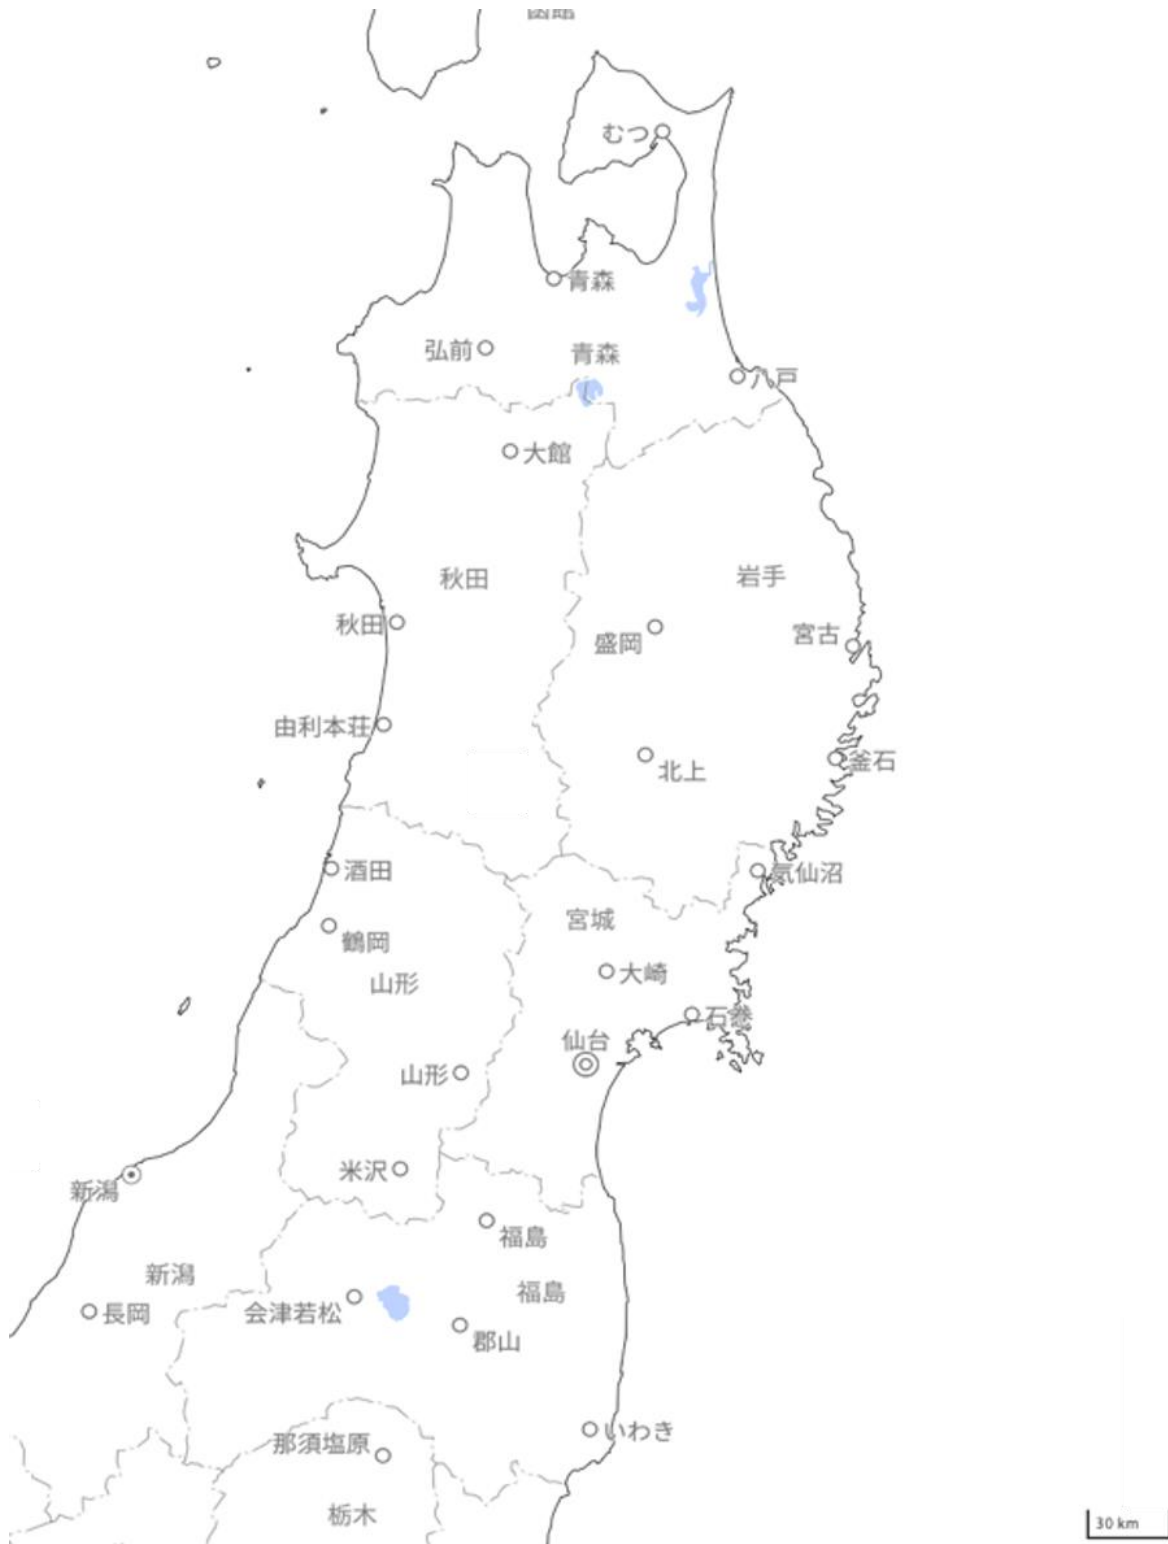 むつ
青森
弘前
青森
八戸
大館
秋田
岩手
秋田
盛岡
宮古
由利本荘
北上
釜石
酒田
気仙沼
鶴岡
宮城
山形
大崎
石巻
仙台
山形
米沢
新潟
福島
新潟
福島
会津若松
長岡
郡山
いわき
那須塩原
栃木
30 km